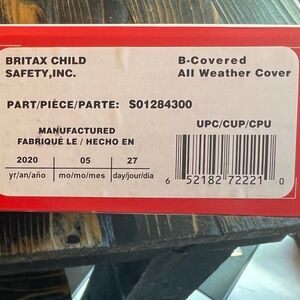 BRITAX CHILD
SAFETY,INC.
B-Covered
All Weather Cover
PART/PIÈCE/PARTE: S01284300
UPC/CUP/CPU
MANUFACTURED
FABRIQUÉ LE / HECHO EN
2020 05 27
yr/an/año mo/mo/mes day/jour/dia
6 52182 72221 0